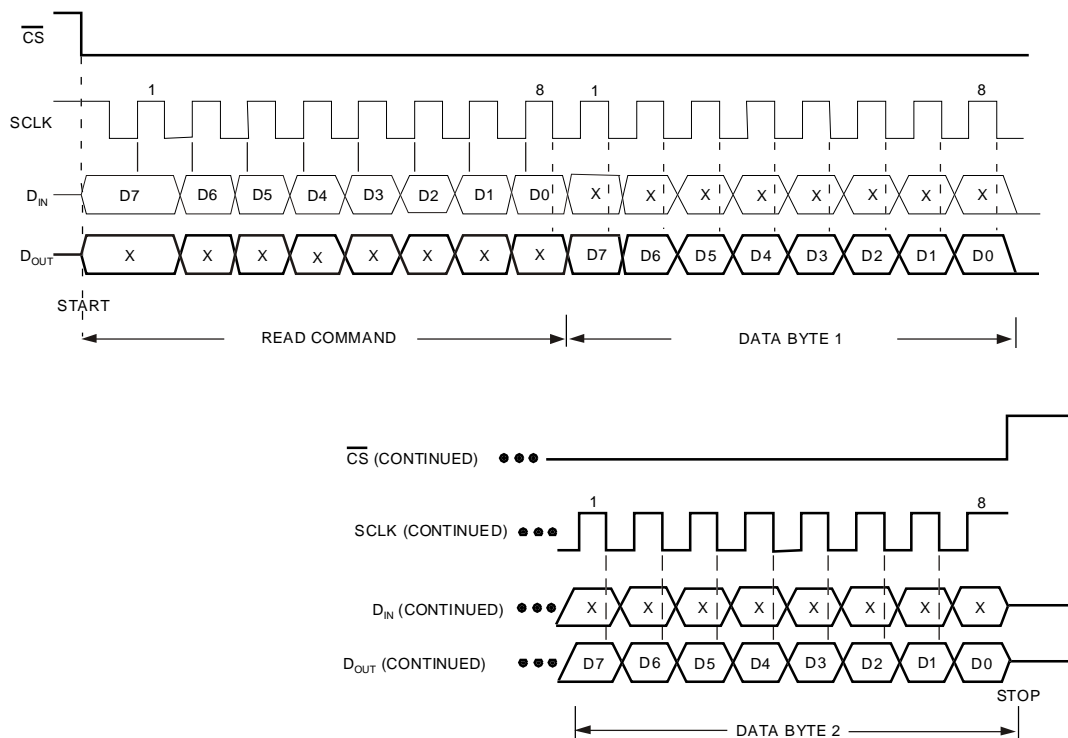 CS
1 8 1 8
SCLK
DIN D7 D6 D5 D4 D3 D2 D1 D0 X X X X X X X X
DOUT X X X X X X X X D7 D6 D5 D4 D3 D2 D1 D0
START
READ COMMAND DATA BYTE 1
CS (CONTINUED)
1 8
SCLK (CONTINUED)
DIN (CONTINUED) X X X X X X X X
DOUT (CONTINUED) D7 D6 D5 D4 D3 D2 D1 D0
STOP
DATA BYTE 2